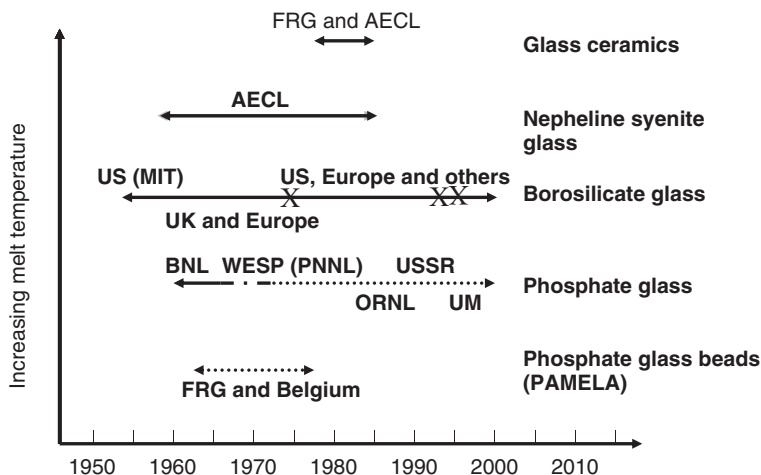 FRG and AECL
Glass ceramics
AECL
Nepheline syenite
glass
US (MIT)
US, Europe and others
X
XX
Borosilicate glass
UK and Europe
BNL
WESP (PNNL)
USSR
Phosphate glass
ORNL
UM
Phosphate glass beads
(PAMELA)
FRG and Belgium
Increasing melt temperature
1950 1960 1970 1980 1990 2000 2010